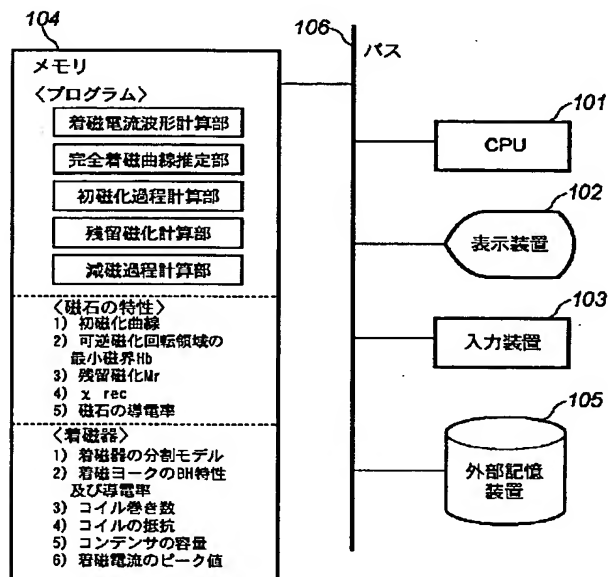 104
メモリ
〈プログラム〉
着磁電流波形計算部
完全着磁曲線推定部
初磁化過程計算部
残留磁化計算部
減磁過程計算部
〈磁石の特性〉
1) 初磁化曲線
2) 可逆磁化回転領域の
最小磁界Hb
3) 残留磁化Mr
4) χ rec
5) 磁石の導電率
〈着磁器〉
1) 着磁器の分割モデル
2) 着磁ヨークのBH特性
及び導電率
3) コイル巻き数
4) コイルの抵抗
5) コンデンサの容量
6) 着磁電流のピーク値
106
バス
101
CPU
102
表示装置
103
入力装置
105
外部記憶
装置